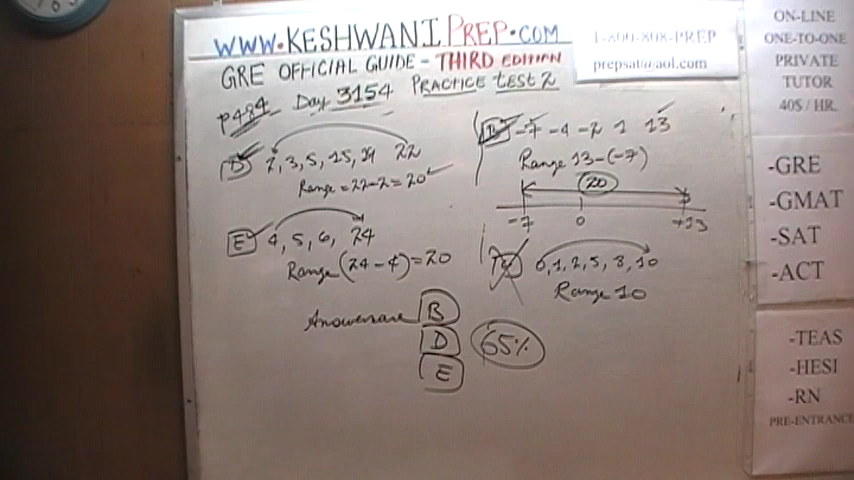 WWW.KESHWANIPREP.COM
GRE OFFICIAL GUIDE - THIRD EDITION
P484 Day 3154 PRACTICE TEST 2
1-800-808-PREP
prepsat@aol.com
D 2, 3, 5, 15, 19 22
Range = 22-2 = 20
E 4, 5, 6, 24
Range (24-4) = 20
-7 -4 -2 1 13
Range 13-(-7)
20
-7 0 +13
0, 1, 2, 5, 8, 10
Range 10
Answers are B
D
E
65%
ON-LINE
ONE-TO-ONE
PRIVATE
TUTOR
40$ / HR.
-GRE
-GMAT
-SAT
-ACT
-TEAS
-HESI
-RN
PRE-ENTRANCE